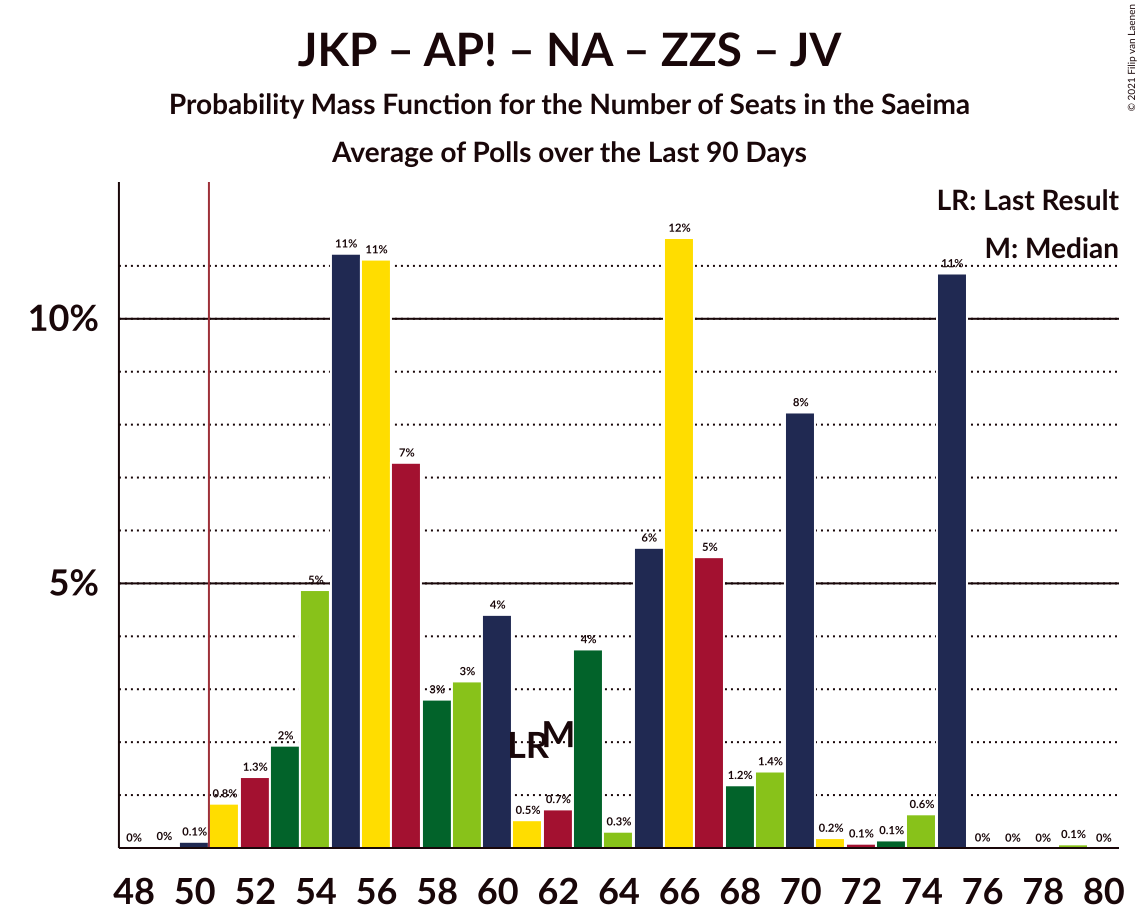 JKP – AP! – NA – ZZS – JV
Probability Mass Function for the Number of Seats in the Saeima
Average of Polls over the Last 90 Days
© 2021 Filip van Laenen
LR: Last Result
M: Median
10%
5%
0% 0% 0.1% 0.8% 1.3% 2% 5% 11% 11% 7% 3% 3% 4% 0.5% 0.7% 4% 0.3% 6% 12% 5% 1.2% 1.4% 8% 0.2% 0.1% 0.1% 0.6% 11% 0% 0% 0% 0.1% 0%
LR M
48 50 52 54 56 58 60 62 64 66 68 70 72 74 76 78 80